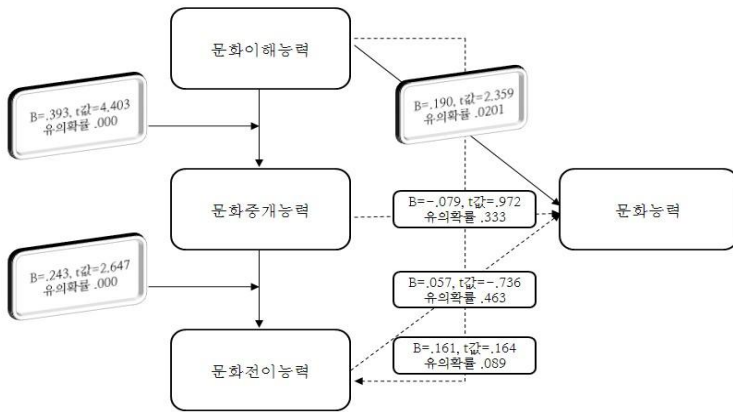 문화이해능력
B=.393, t값=4,403
유의확률 .000
B=.190, t값=2,359
유의확률 .0201
문화중개능력
B=-.079, t값=.972
유의확률 .333
문화능력
B=.243, t값=2,647
유의확률 .000
B=.057, t값=-.736
유의확률 .463
문화전이능력
B=.161, t값=.164
유의확률 .089